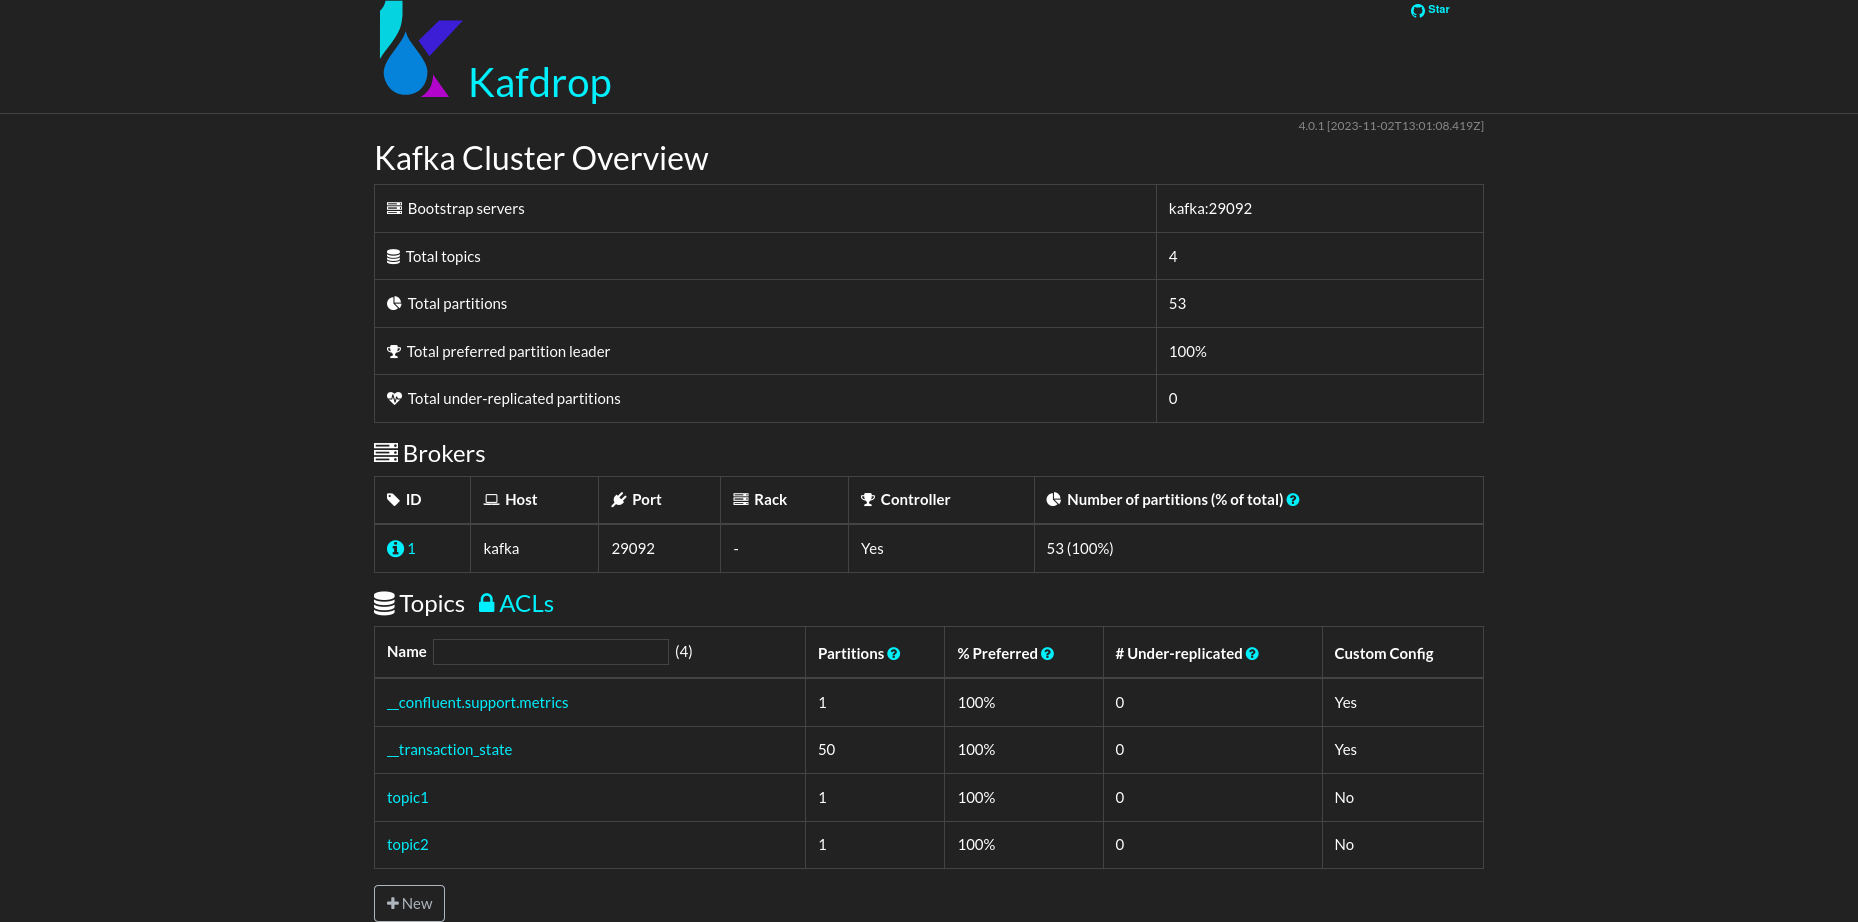 Star
Kafdrop
4.0.1 [2023-11-02T13:01:08.419Z]
Kafka Cluster Overview
Bootstrap servers kafka:29092
Total topics 4
Total partitions 53
Total preferred partition leader 100%
Total under-replicated partitions 0
Brokers
ID Host Port Rack Controller Number of partitions (% of total)
1 kafka 29092 - Yes 53 (100%)
Topics ACLs
Name (4) Partitions % Preferred # Under-replicated Custom Config
__confluent.support.metrics 1 100% 0 Yes
__transaction_state 50 100% 0 Yes
topic1 1 100% 0 No
topic2 1 100% 0 No
New